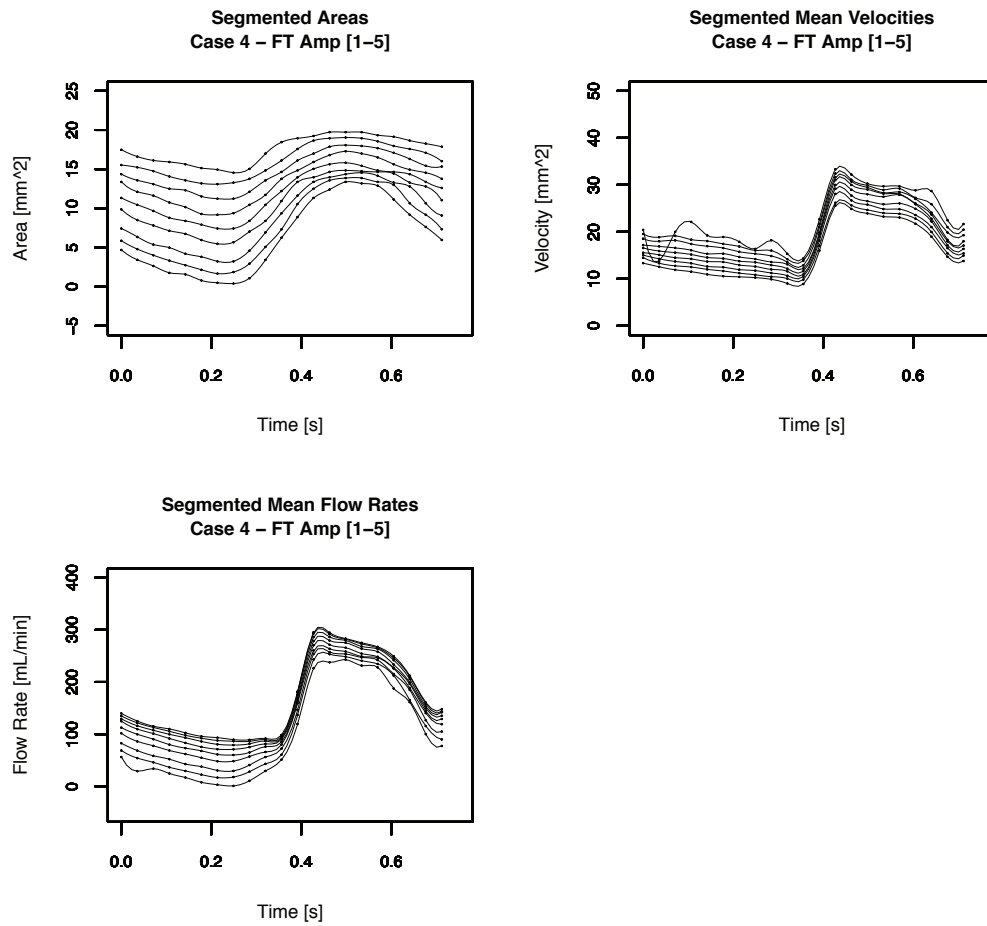 Segmented Areas
Case 4 – FT Amp [1–5]
Area [mm^2]
25
20
15
10
5
0
−5
0.0 0.2 0.4 0.6
Time [s]
Segmented Mean Velocities
Case 4 – FT Amp [1–5]
Velocity [mm^2]
50
40
30
20
10
0
0.0 0.2 0.4 0.6
Time [s]
Segmented Mean Flow Rates
Case 4 – FT Amp [1–5]
Flow Rate [mL/min]
400
300
200
100
0
0.0 0.2 0.4 0.6
Time [s]